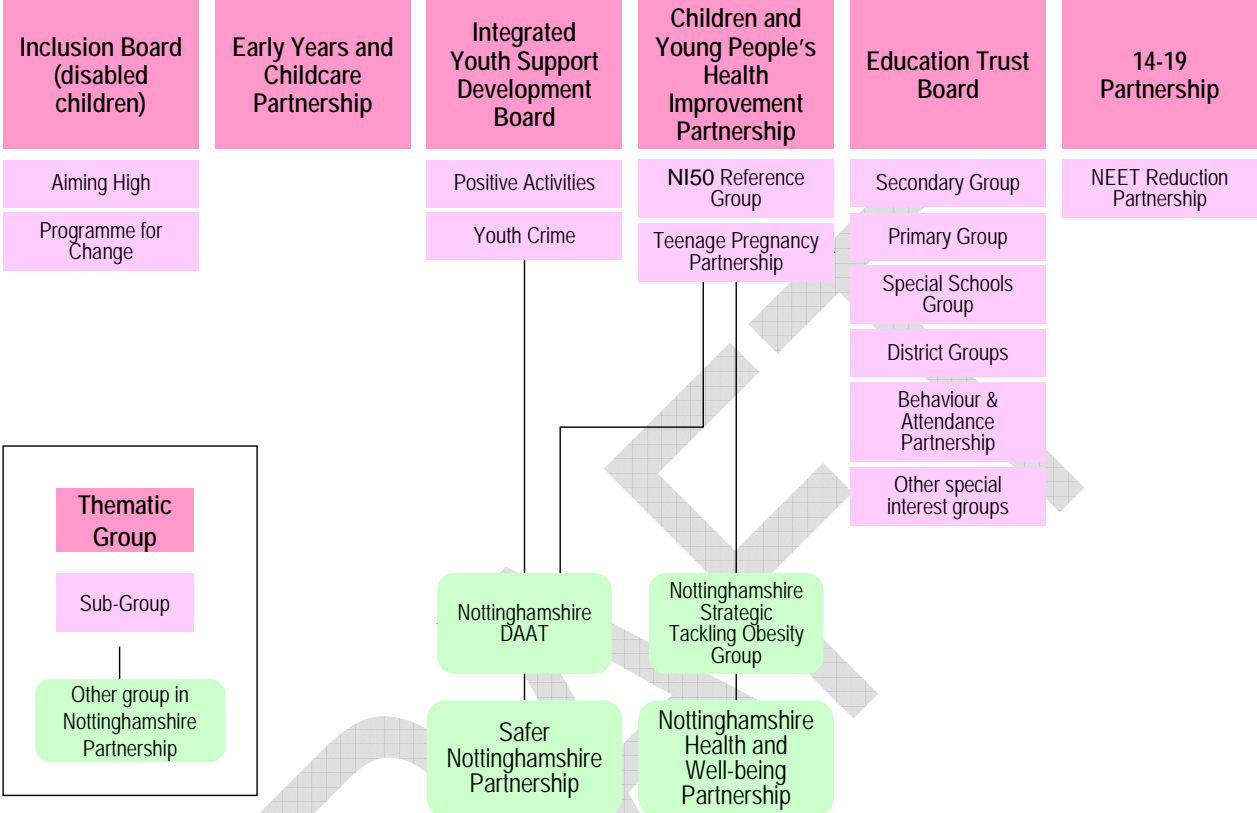 Inclusion Board
(disabled
children)
Early Years and
Childcare
Partnership
Integrated
Youth Support
Development
Board
Children and
Young People's
Health
Improvement
Partnership
Education Trust
Board
14-19
Partnership
Aiming High
Programme for
Change
Positive Activities
Youth Crime
NI50 Reference
Group
Teenage Pregnancy
Partnership
Secondary Group
Primary Group
Special Schools
Group
District Groups
Behaviour &
Attendance
Partnership
Other special
interest groups
NEET Reduction
Partnership
Thematic
Group
Sub-Group
Other group in
Nottinghamshire
Partnership
Nottinghamshire
DAAT
Nottinghamshire
Strategic
Tackling Obesity
Group
Safer
Nottinghamshire
Partnership
Nottinghamshire
Health and
Well-being
Partnership